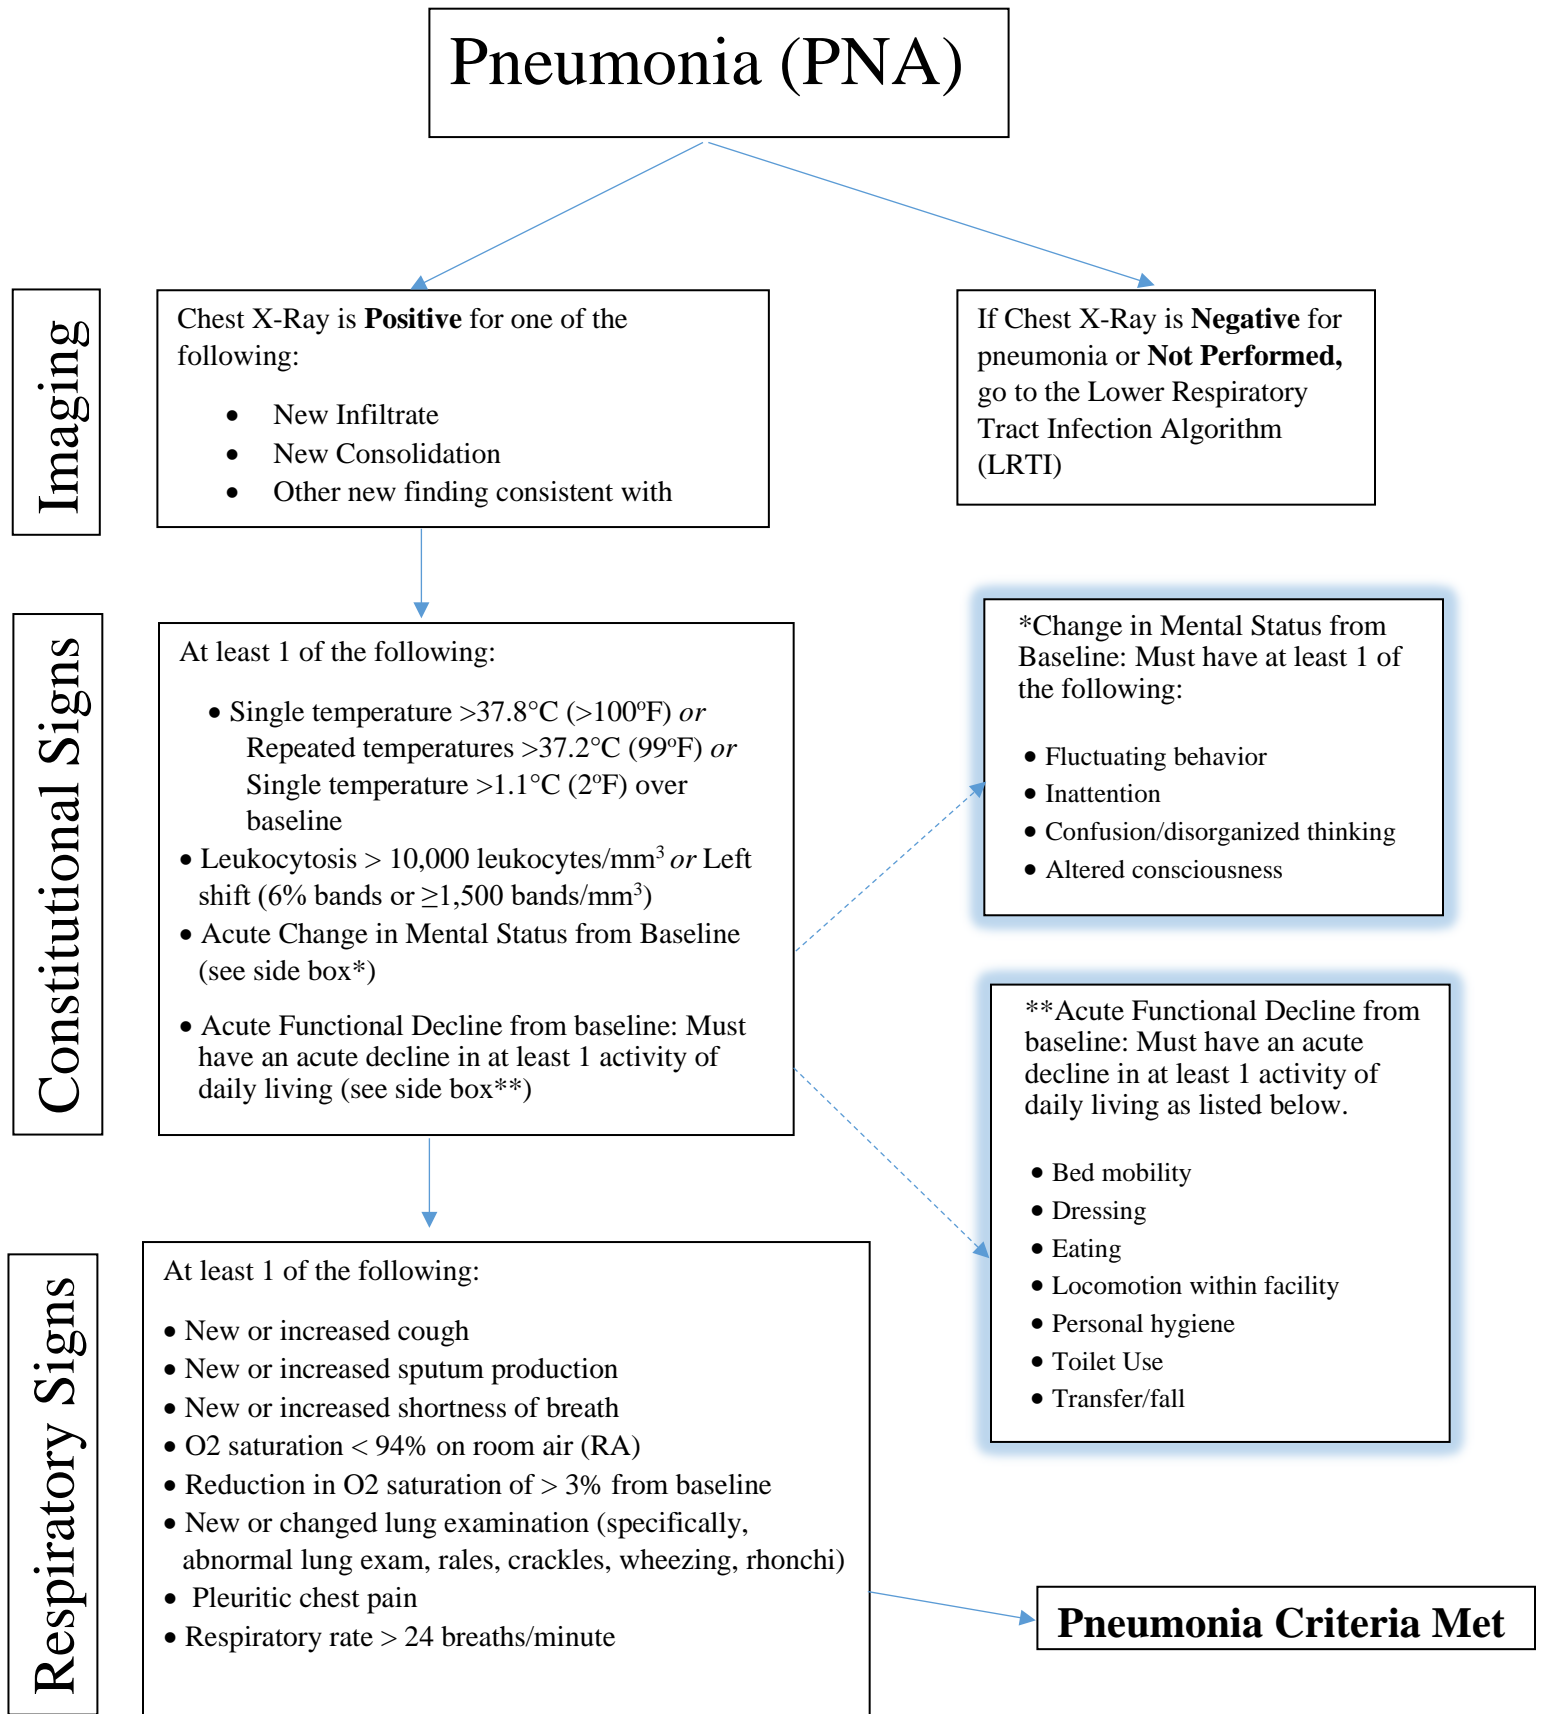 Pneumonia (PNA)
Imaging
Chest X-Ray is Positive for one of the
following:
• New Infiltrate
• New Consolidation
• Other new finding consistent with
If Chest X-Ray is Negative for
pneumonia or Not Performed,
go to the Lower Respiratory
Tract Infection Algorithm
(LRTI)
Constitutional Signs
At least 1 of the following:
• Single temperature >37.8°C (>100°F) or
Repeated temperatures >37.2°C (99°F) or
Single temperature >1.1°C (2°F) over
baseline
• Leukocytosis > 10,000 leukocytes/mm³ or Left
shift (6% bands or ≥1,500 bands/mm³)
• Acute Change in Mental Status from Baseline
(see side box*)
• Acute Functional Decline from baseline: Must
have an acute decline in at least 1 activity of
daily living (see side box**)
*Change in Mental Status from
Baseline: Must have at least 1 of
the following:
• Fluctuating behavior
• Inattention
• Confusion/disorganized thinking
• Altered consciousness
**Acute Functional Decline from
baseline: Must have an acute
decline in at least 1 activity of
daily living as listed below.
• Bed mobility
• Dressing
• Eating
• Locomotion within facility
• Personal hygiene
• Toilet Use
• Transfer/fall
Respiratory Signs
At least 1 of the following:
• New or increased cough
• New or increased sputum production
• New or increased shortness of breath
• O2 saturation < 94% on room air (RA)
• Reduction in O2 saturation of > 3% from baseline
• New or changed lung examination (specifically,
abnormal lung exam, rales, crackles, wheezing, rhonchi)
• Pleuritic chest pain
• Respiratory rate > 24 breaths/minute
Pneumonia Criteria Met